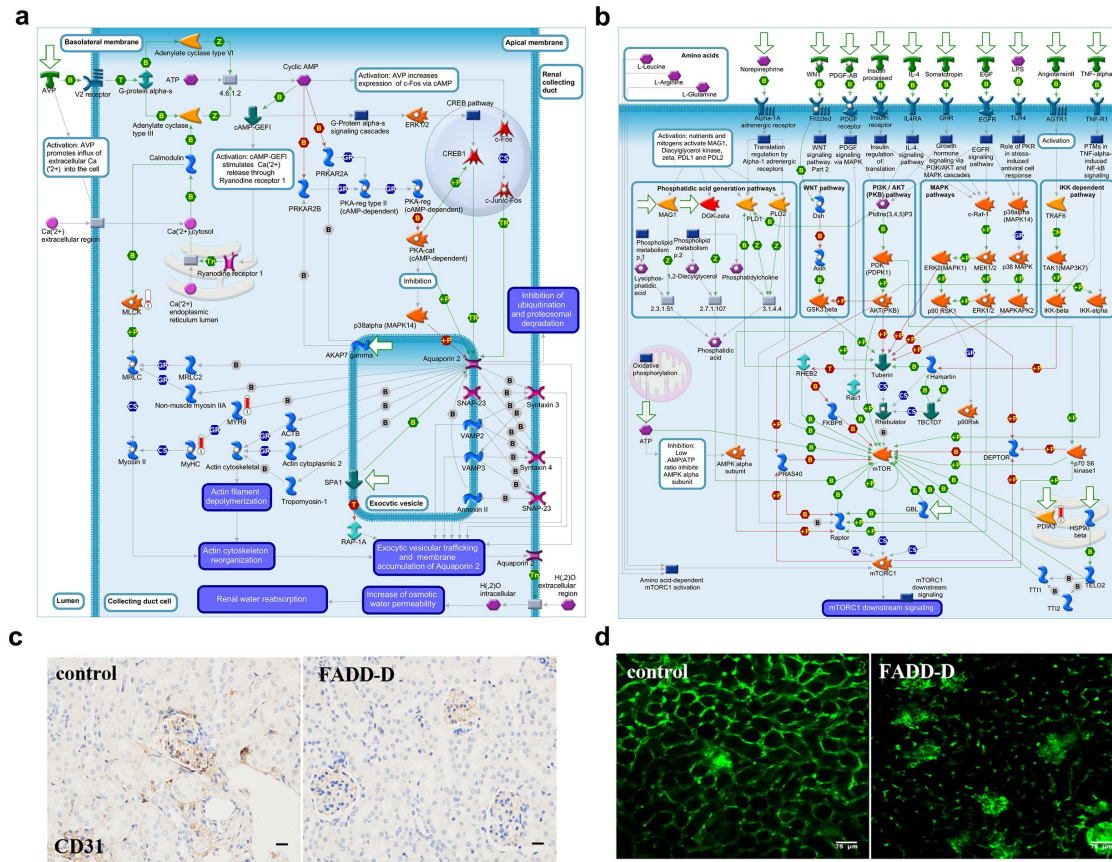 a
Basolateral membrane
Apical membrane
Adenylate cyclase type VI
Cyclic AMP
Activation: AVP increases
expression of c-Fos via cAMP
Renal
collecting
duct
AVP
V2 receptor
G-protein alpha-s
ATP
4.6.1.2
Adenylate cyclase
type III
cAMP-GEFI
G-Protein alpha-s
signaling cascades
ERK1/2
CREB pathway
c-Fos
CREB1
c-Jun/c-Fos
Activation: AVP
promotes influx of
extracellular Ca
('2+) into the cell
Calmodulin
Activation: cAMP-GEFI
stimulates Ca('2+)
release through
Ryanodine receptor 1
PRKAR2A
PRKAR2B
PKA-reg type II
(cAMP-dependent)
PKA-reg
(cAMP-dependent)
PKA-cat
(cAMP-dependent)
Ca('2+)
extracellular region
Ca('2+) cytosol
Ryanodine receptor 1
Ca('2+)
endoplasmic
reticulum lumen
Inhibition
Inhibition of
ubiquitination
and proteosomal
degradation
MLCK
p38alpha (MAPK14)
AKAP7 gamma
Aquaporin 2
MRLC
MRLC2
Non-muscle myosin IIA
MYH9
ACTB
SNAP-23
Syntaxin 3
VAMP2
Myosin II
MyHC
Actin cytoskeletal
Actin cytoplasmic 2
VAMP3
Syntaxin 4
Tropomyosin-1
SPA1
Annexin II
SNAP-23
Exocytic vesicle
Actin filament
depolymerization
RAP-1A
Actin cytoskeleton
reorganization
Exocytic vesicular trafficking
and membrane
accumulation of Aquaporin 2
Aquaporin 2
Renal water reabsorption
Increase of osmotic
water permeability
H(,2)O
intracellular
H(,2)O
extracellular
region
Lumen
Collecting duct cell
b
Amino acids
L-Leucine
L-Arginine
L-Glutamine
Norepinephrine
WNT
PDGF-AB
Insulin
processed
IL-4
Somatotropin
EGF
LPS
AngiotensinII
TNF- alpha
Alpha-1A
adrenergic receptor
Frizzled
PDGF
receptor
Insulin receptor
IL4RA
GHR
EGFR
TLR4
AGTR1
TNF-R1
Activation: nutrients and
mitogens activate MAG1,
Diacylglycerol kinase,
zeta, PDL1 and PDL2
Translation regulation by
Alpha-1 adrenergic
receptors
WNT
signaling pathway.
Part 2
PDGF
signaling via
MAPK
Insulin
regulation of
translation
IL-4 signaling
pathway
Growth
hormone signaling via
PI3K/AKT and
MAPK cascades
EGFR
signaling pathway
Role of PKR
in stress-
induced
antiviral cell
response
Activation
PTMs in
TNF-alpha-induced
NF-kB
signaling
Phosphatidic acid generation pathways
WNT pathway
PI3K / AKT
(PKB) pathway
MAPK
pathways
IKK dependent
pathway
MAG1
DGK-zeta
PLD1
PLD2
Dsh
PtdIns(3,4,5)P3
c-Raf-1
p38alpha
(MAPK14)
TRAF6
Phospholipid
metabolism
p.1
Phospholipid
metabolism
p.2
Lysophos-
phatidic acid
1,2-Diacylglycerol
Phosphatidylcholine
Axin
PDK
(PDPK1)
ERK2(MAPK1)
MEK1/2
p38 MAPK
TAK1(MAP3K7)
2.3.1.51
2.7.1.107
3.1.4.4
GSK3 beta
AKT(PKB)
p90 RSK1
ERK1/2
MAPKAPK2
IKK-beta
IKK-alpha
Phosphatidic
acid
Oxidative
phosphorylation
RHEB2
Tuberin
Hamartin
Rac1
FKBP8
Rhebulator
TBC1D7
p90Rsk
ATP
Inhibition:
Low
AMP/ATP
ratio inhibits
AMPK alpha
subunit
AMPK alpha
subunit
PRAS40
mTOR
DEPTOR
p70 S6
kinase1
GBL
PDIA3
HSP90
beta
Raptor
mTORC1
Amino acid-dependent
mTORC1 activation
mTORC1
downstream
signaling
mTORC1 downstream signaling
TTI1
TTI2
TELO2
c
control
FADD-D
CD31
d
control
FADD-D
75 µm
75 µm